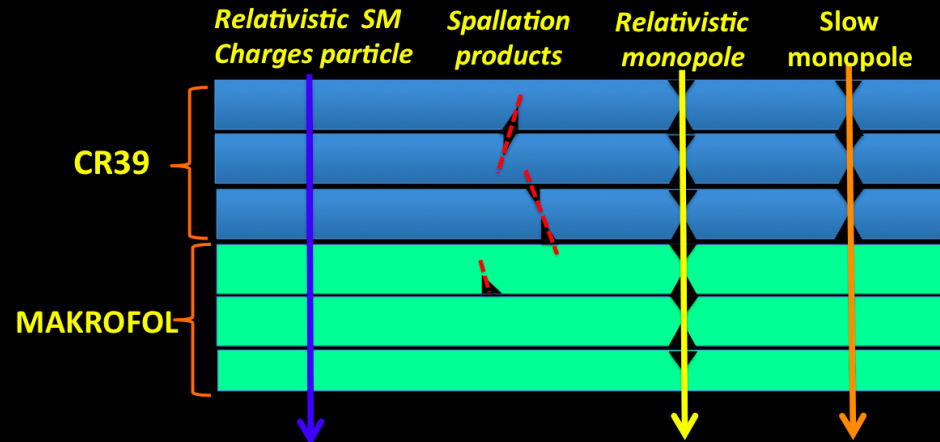 Relativistic SM
Charges particle
Spallation
products
Relativistic
monopole
Slow
monopole
CR39
MAKROFOL